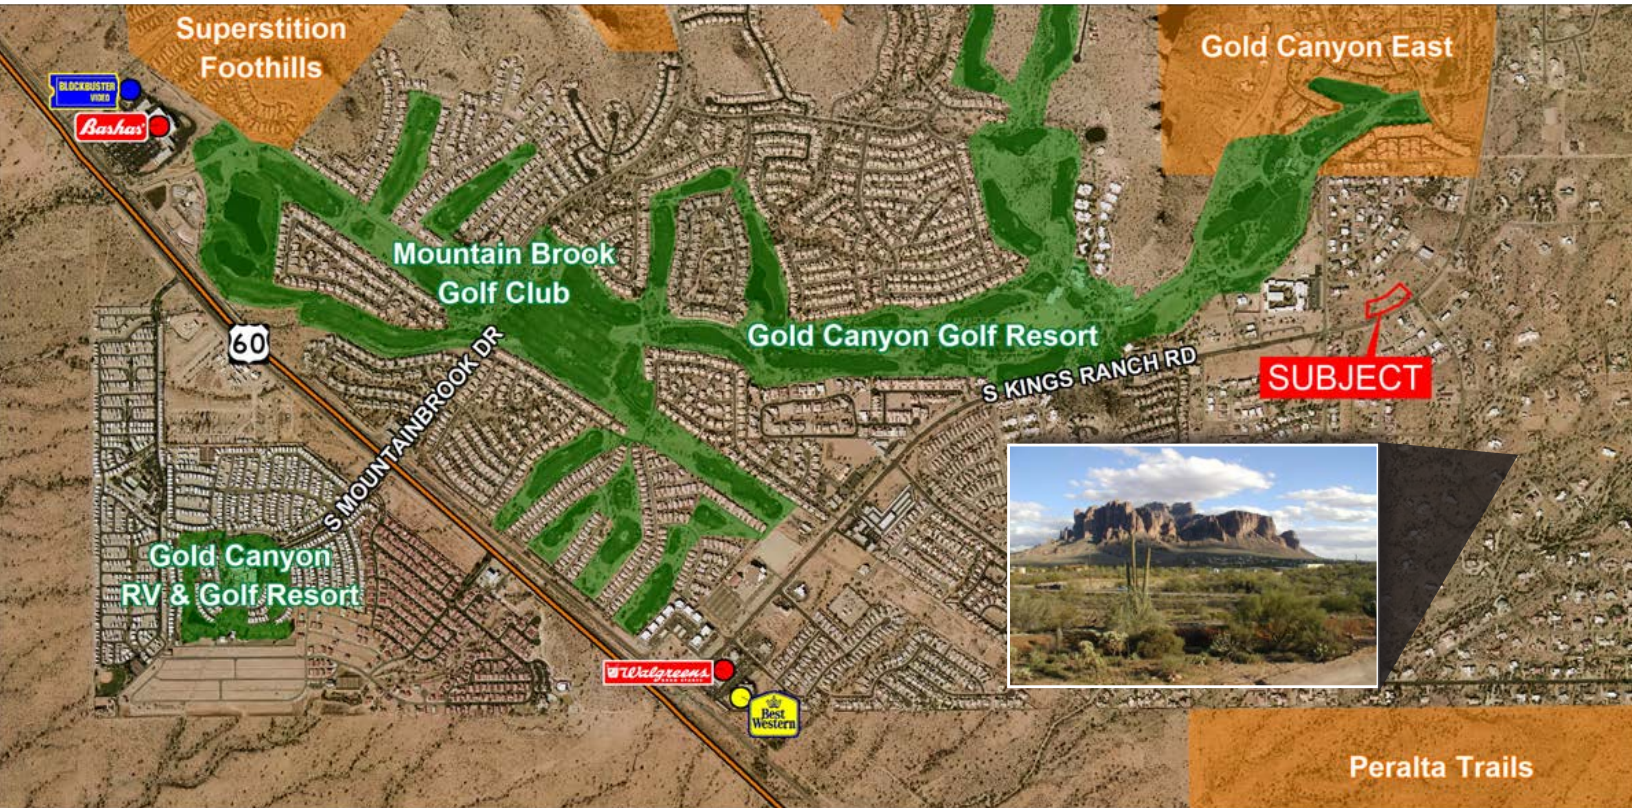 Superstition
Foothills
Gold Canyon East
BLOCKBUSTER
VIDEO
Bashas'
Mountain Brook
Golf Club
60
Gold Canyon Golf Resort
S KINGS RANCH RD
SUBJECT
S MOUNTAINBROOK DR
Gold Canyon
RV & Golf Resort
Walgreens
Best
Western
Peralta Trails